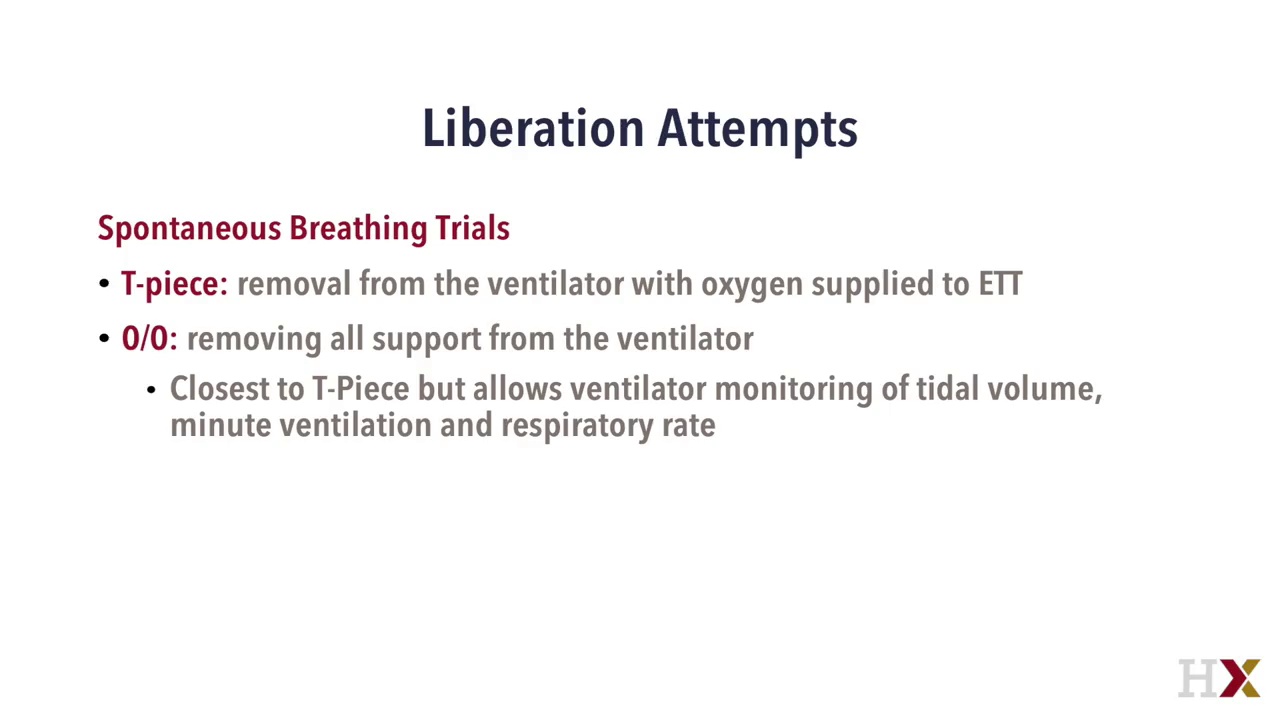 Liberation Attempts
Spontaneous Breathing Trials
• T-piece: removal from the ventilator with oxygen supplied to ETT
• 0/0: removing all support from the ventilator
• Closest to T-Piece but allows ventilator monitoring of tidal volume,
minute ventilation and respiratory rate
HX